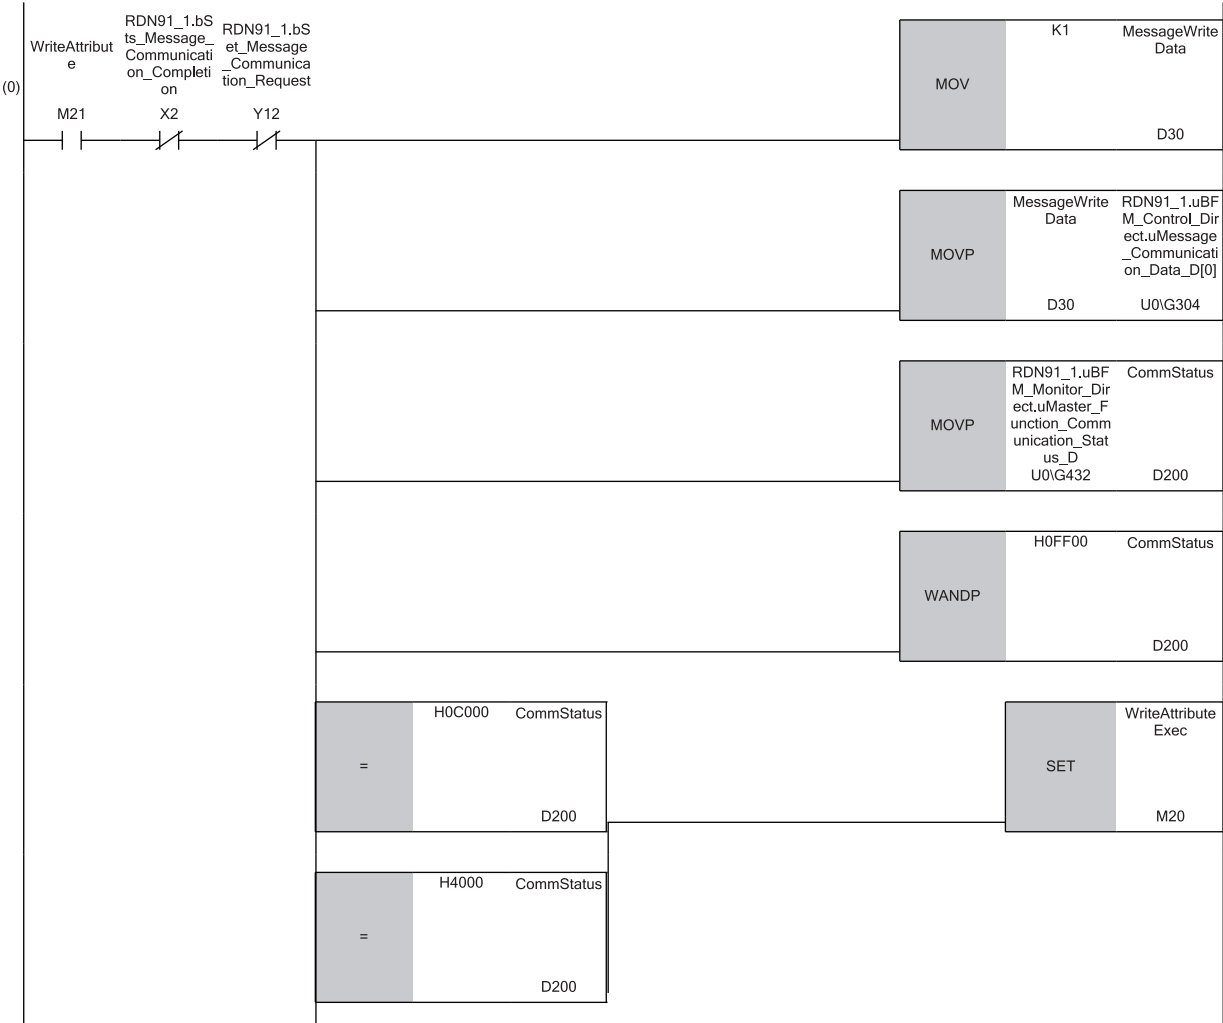 (0)
WriteAttribut
e
M21
RDN91_1.bS
ts_Message_
Communicati
on_Completi
on
X2
RDN91_1.bS
et_Message
_Communica
tion_Request
Y12
MOV
K1
MessageWrite
Data
D30
MOVP
MessageWrite
Data
D30
RDN91_1.uBF
M_Control_Dir
ect.uMessage
_Communicati
on_Data_D[0]
U0\G304
MOVP
RDN91_1.uBF
M_Monitor_Dir
ect.uMaster_F
unction_Comm
unication_Stat
us_D
U0\G432
CommStatus
D200
WANDP
H0FF00
CommStatus
D200
=
H0C000
CommStatus
D200
SET
WriteAttribute
Exec
M20
=
H4000
CommStatus
D200